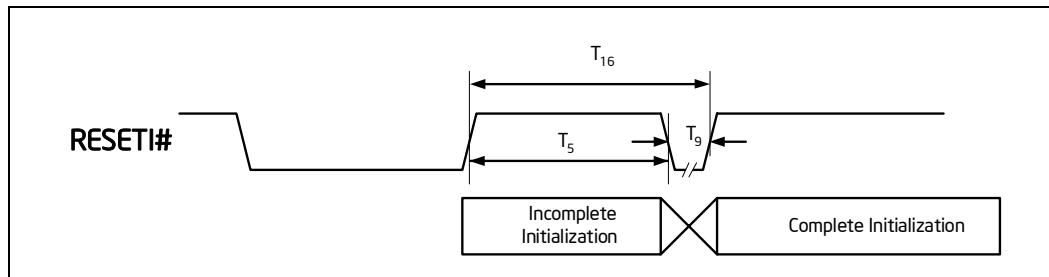 T16
RESETI#
T5
T9
Incomplete
Initialization
Complete Initialization